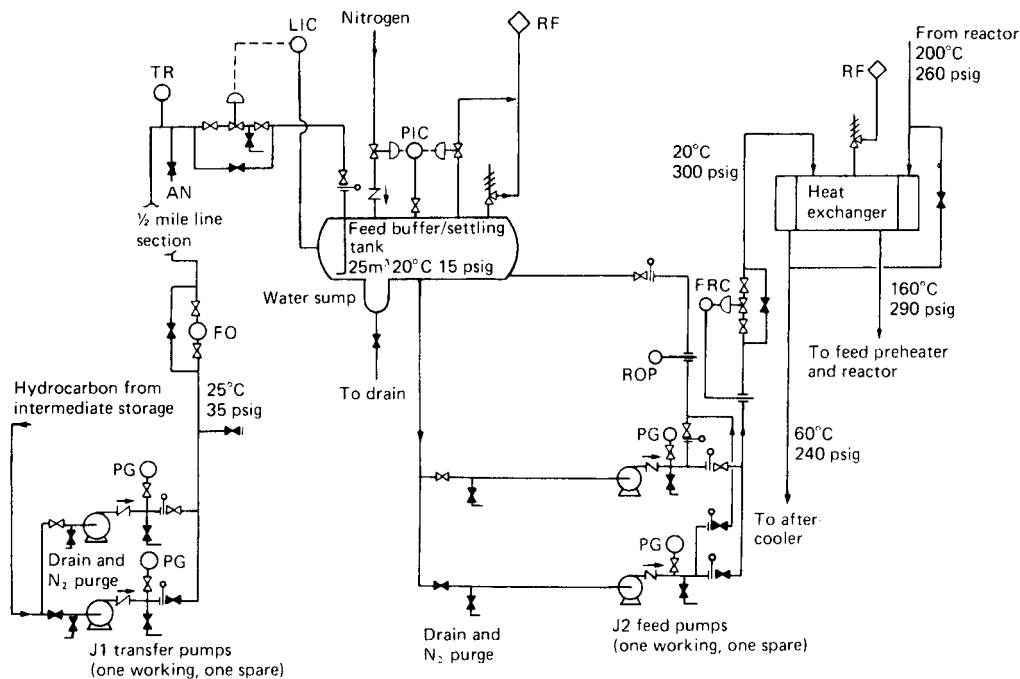 Nitrogen
LIC
RF
From reactor
200°C
260 psig
TR
RF
PIC
20°C
300 psig
AN
½ mile line
section
Feed buffer/settling
tank
25m³ 20°C 15 psig
Heat
exchanger
Water sump
FRC
160°C
290 psig
FO
To feed preheater
and reactor
ROP
To drain
Hydrocarbon from
intermediate storage
25°C
35 psig
60°C
240 psig
PG
PG
To after-
cooler
Drain and
N₂ purge
PG
PG
J1 transfer pumps
(one working, one spare)
Drain and
N₂ purge
J2 feed pumps
(one working, one spare)